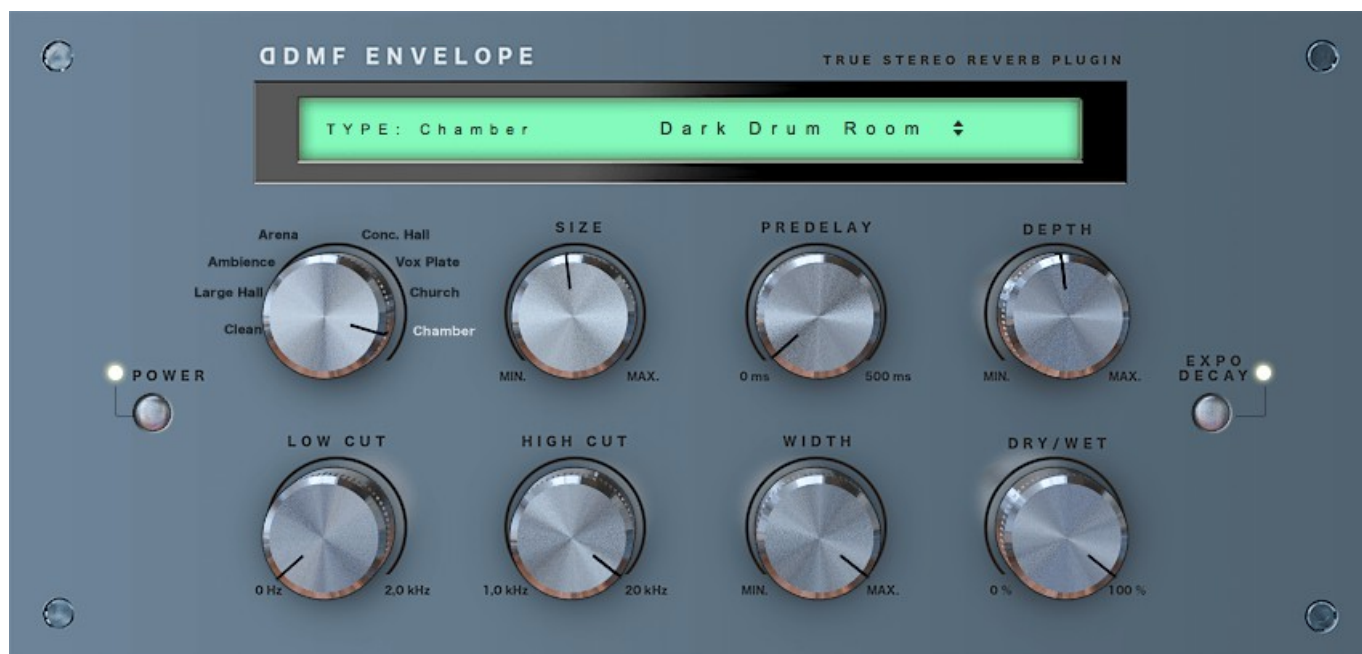 DDMF ENVELOPE
TRUE STEREO REVERB PLUGIN
TYPE: Chamber
Dark Drum Room
Arena
Conc. Hall
Ambience
Vox Plate
Large Hall
Church
Clean
Chamber
SIZE
MIN.
MAX.
PREDELAY
0 ms
500 ms
DEPTH
MIN.
MAX.
POWER
EXPO
DECAY
LOW CUT
0 Hz
2,0 kHz
HIGH CUT
1,0 kHz
20 kHz
WIDTH
MIN.
MAX.
DRY/WET
0 %
100 %